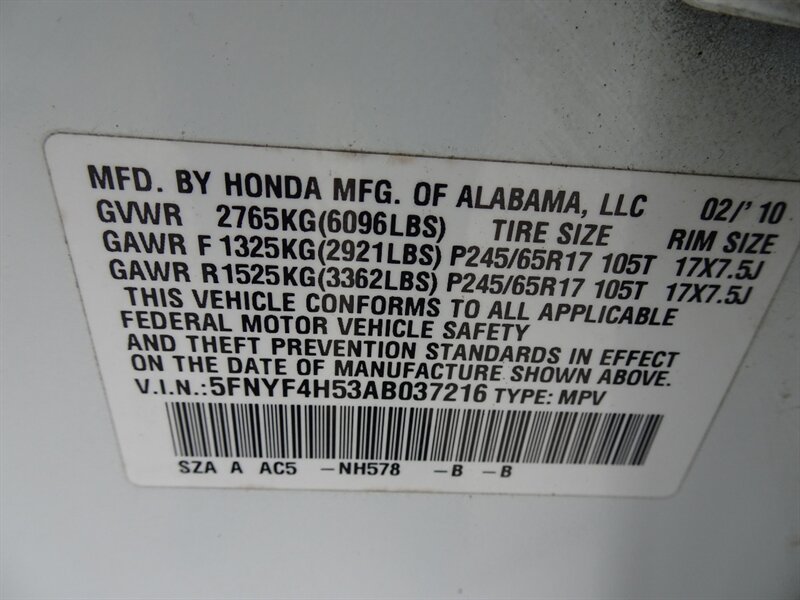 MFD. BY HONDA MFG. OF ALABAMA, LLC 02/'10
GVWR 2765KG(6096LBS) TIRE SIZE RIM SIZE
GAWR F 1325KG(2921LBS) P245/65R17 105T 17X7.5J
GAWR R 1525KG(3362LBS) P245/65R17 105T 17X7.5J
THIS VEHICLE CONFORMS TO ALL APPLICABLE
FEDERAL MOTOR VEHICLE SAFETY
AND THEFT PREVENTION STANDARDS IN EFFECT
ON THE DATE OF MANUFACTURE SHOWN ABOVE.
V.I.N.:5FNYF4H53AB037216 TYPE: MPV
SZA A AC5 -NH578 -B -B